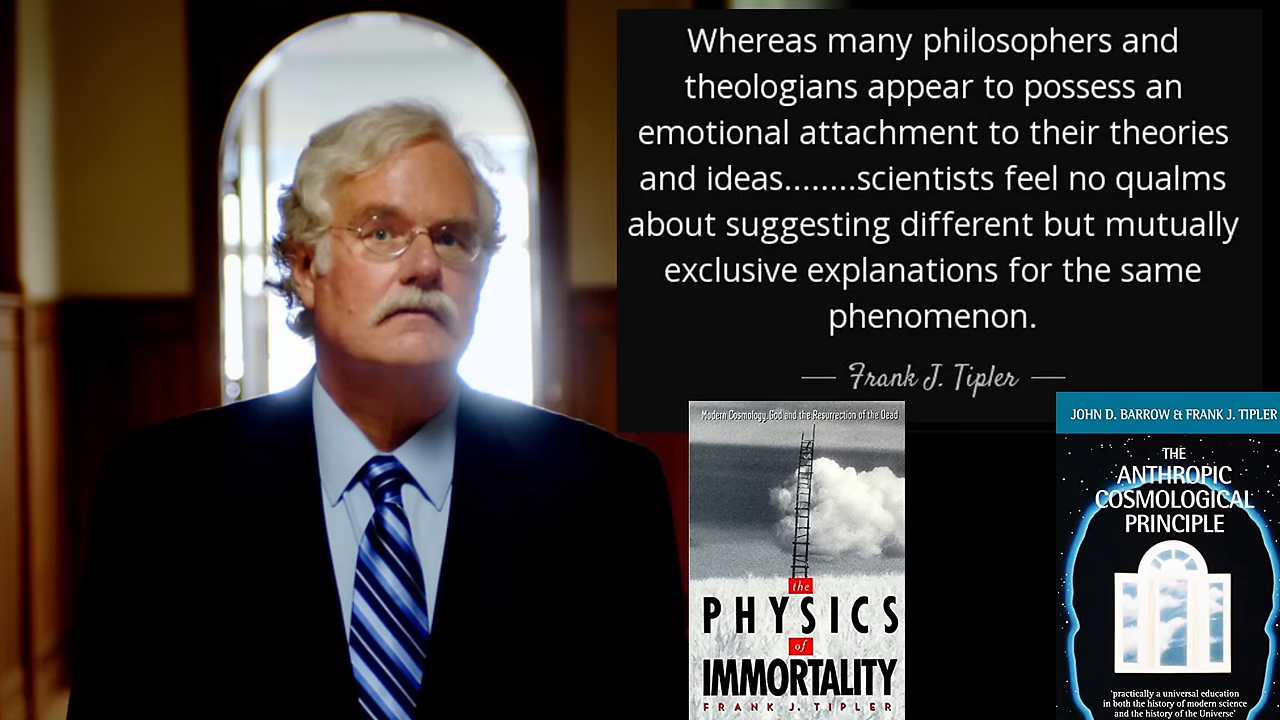 Whereas many philosophers and
theologians appear to possess an
emotional attachment to their theories
and ideas........scientists feel no qualms
about suggesting different but mutually
exclusive explanations for the same
phenomenon.
Frank J. Tipler
Modern Cosmology, God and the Resurrection of the Dead
the
PHYSICS
of
IMMORTALITY
FRANK J. TIPLER
JOHN D. BARROW & FRANK J. TIPLER
THE
ANTHROPIC
COSMOLOGICAL
PRINCIPLE
'practically a universal education
in both the history of modern science
and the history of the Universe'